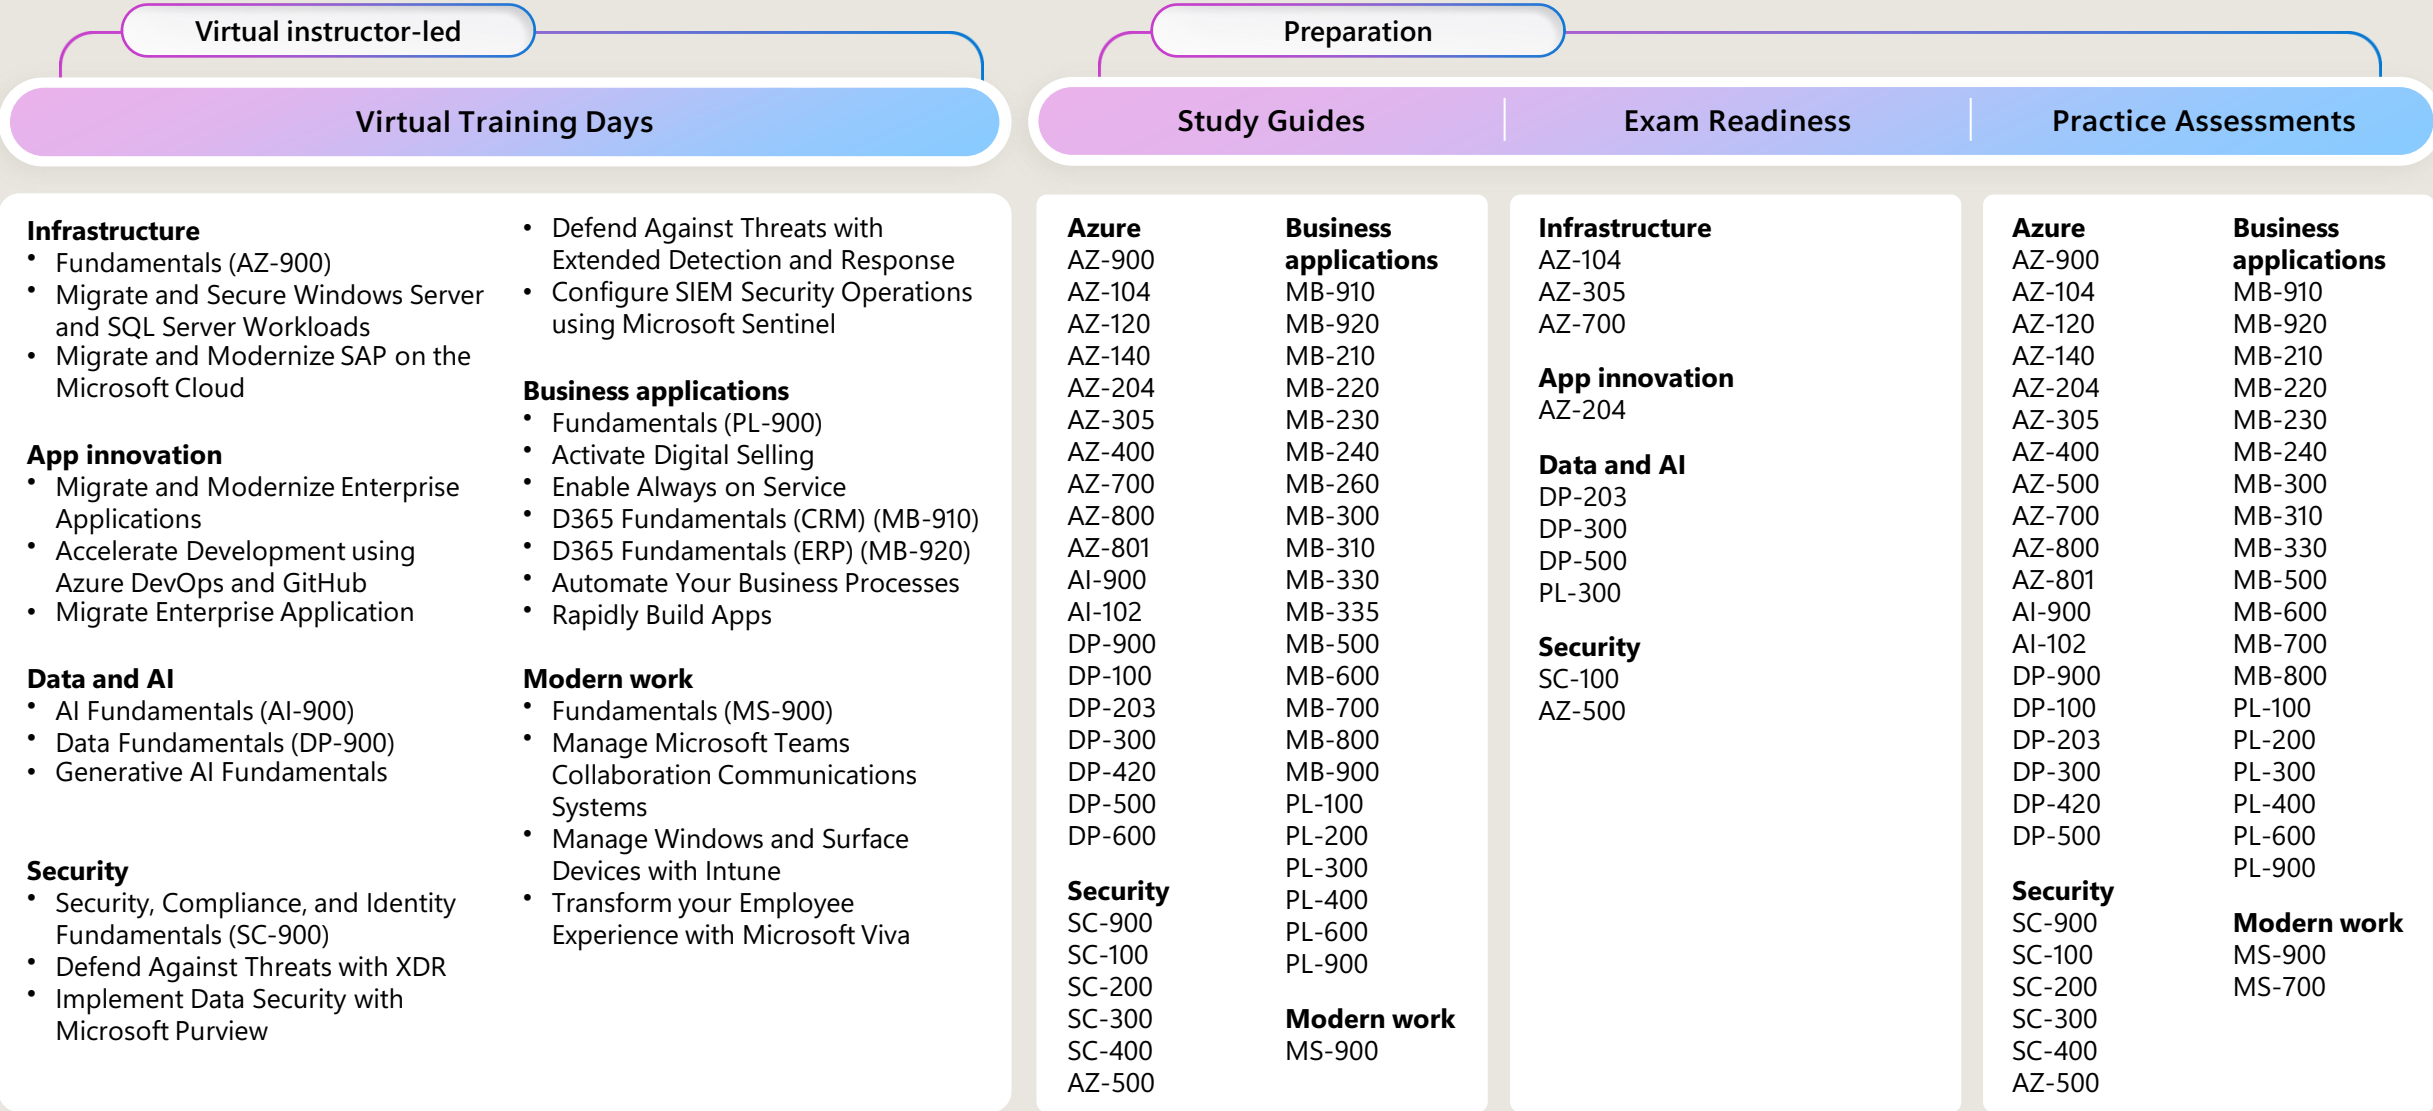 Virtual instructor-led
Virtual Training Days
Infrastructure
• Fundamentals (AZ-900)
• Migrate and Secure Windows Server
and SQL Server Workloads
• Migrate and Modernize SAP on the
Microsoft Cloud
App innovation
• Migrate and Modernize Enterprise
Applications
• Accelerate Development using
Azure DevOps and GitHub
• Migrate Enterprise Application
Data and AI
• AI Fundamentals (AI-900)
• Data Fundamentals (DP-900)
• Generative AI Fundamentals
Security
• Security, Compliance, and Identity
Fundamentals (SC-900)
• Defend Against Threats with XDR
• Implement Data Security with
Microsoft Purview
• Defend Against Threats with
Extended Detection and Response
• Configure SIEM Security Operations
using Microsoft Sentinel
Business applications
• Fundamentals (PL-900)
• Activate Digital Selling
• Enable Always on Service
• D365 Fundamentals (CRM) (MB-910)
• D365 Fundamentals (ERP) (MB-920)
• Automate Your Business Processes
• Rapidly Build Apps
Modern work
• Fundamentals (MS-900)
• Manage Microsoft Teams
Collaboration Communications
Systems
• Manage Windows and Surface
Devices with Intune
• Transform your Employee
Experience with Microsoft Viva
Preparation
Study Guides
Azure
AZ-900
AZ-104
AZ-120
AZ-140
AZ-204
AZ-305
AZ-400
AZ-700
AZ-800
AZ-801
AI-900
AI-102
DP-900
DP-100
DP-203
DP-300
DP-420
DP-500
DP-600
Security
SC-900
SC-100
SC-200
SC-300
SC-400
AZ-500
Business
applications
MB-910
MB-920
MB-210
MB-220
MB-230
MB-240
MB-260
MB-300
MB-310
MB-330
MB-335
MB-500
MB-600
MB-700
MB-800
MB-900
PL-100
PL-200
PL-300
PL-400
PL-600
PL-900
Modern work
MS-900
Exam Readiness
Infrastructure
AZ-104
AZ-305
AZ-700
App innovation
AZ-204
Data and AI
DP-203
DP-300
DP-500
PL-300
Security
SC-100
AZ-500
Practice Assessments
Azure
AZ-900
AZ-104
AZ-120
AZ-140
AZ-204
AZ-305
AZ-400
AZ-500
AZ-700
AZ-800
AZ-801
AI-900
AI-102
DP-900
DP-100
DP-203
DP-300
DP-420
DP-500
Security
SC-900
SC-100
SC-200
SC-300
SC-400
AZ-500
Business
applications
MB-910
MB-920
MB-210
MB-220
MB-230
MB-240
MB-300
MB-310
MB-330
MB-500
MB-600
MB-700
MB-800
PL-100
PL-200
PL-300
PL-400
PL-600
PL-900
Modern work
MS-900
MS-700